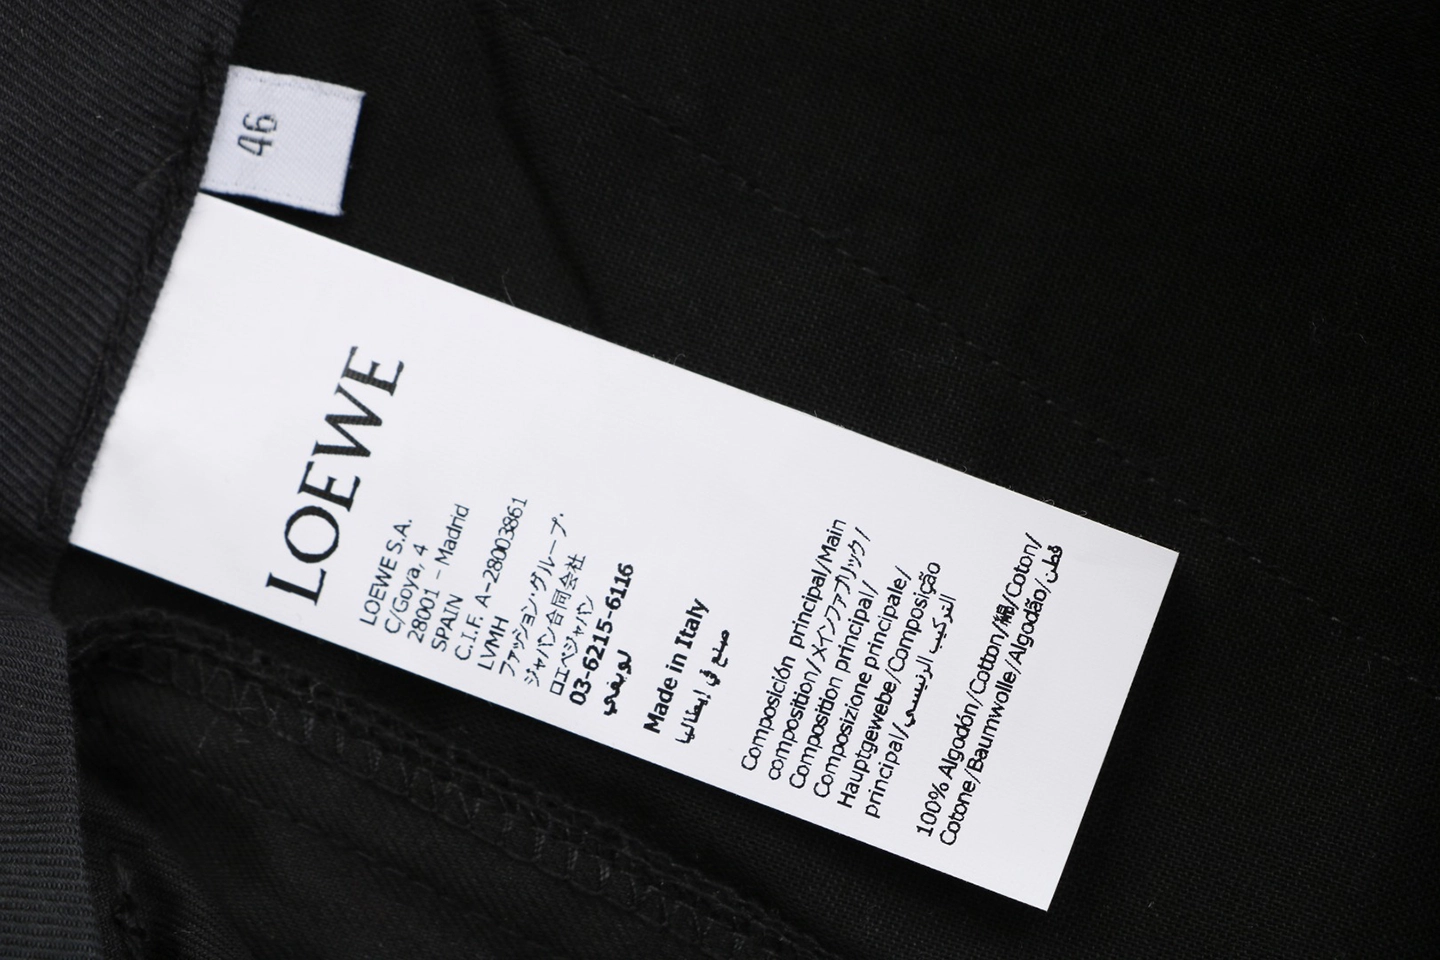 46
LOEWE
LOEWE S.A.
C/Goya, 4
28001 – Madrid
SPAIN
C.I.F. A-28003861
LVMH
ファッション・グループ・
ジャパン合同会社
ロエベジャパン
03-6215-6116
لويفي
Made in Italy
صنع في إيطاليا
Composición principal/Main
composition/メインファブリック/
Composition principal/
Composizione principale/
Hauptgewebe/Composição
principal/التركيب الرئيسي
100% Algodón/Cotton/綿/Coton/
Cotone/Baumwolle/Algodão/قطن